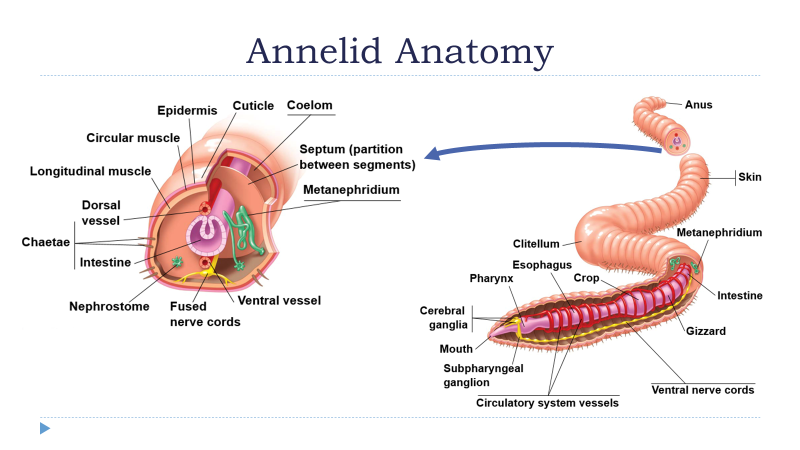 Annelid Anatomy
Epidermis
Cuticle
Coelom
Circular muscle
Septum (partition
between segments)
Longitudinal muscle
Metanephridium
Dorsal
vessel
Chaetae
Intestine
Nephrostome
Fused
nerve cords
Ventral vessel
Anus
Skin
Metanephridium
Clitellum
Esophagus
Pharynx
Crop
Intestine
Cerebral
ganglia
Gizzard
Mouth
Subpharyngeal
ganglion
Ventral nerve cords
Circulatory system vessels